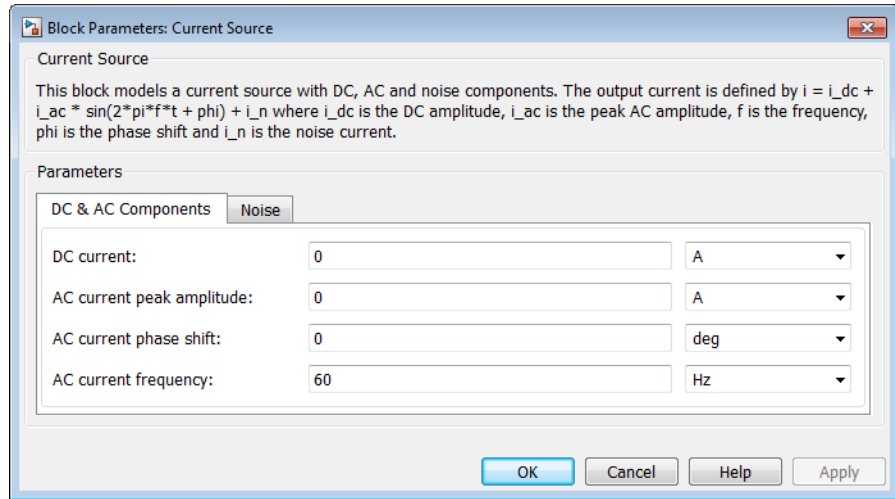 Block Parameters: Current Source
Current Source
This block models a current source with DC, AC and noise components. The output current is defined by i = i_dc +
i_ac * sin(2*pi*f*t + phi) + i_n where i_dc is the DC amplitude, i_ac is the peak AC amplitude, f is the frequency,
phi is the phase shift and i_n is the noise current.
Parameters
DC & AC Components Noise
DC current: 0 A
AC current peak amplitude: 0 A
AC current phase shift: 0 deg
AC current frequency: 60 Hz
OK Cancel Help Apply